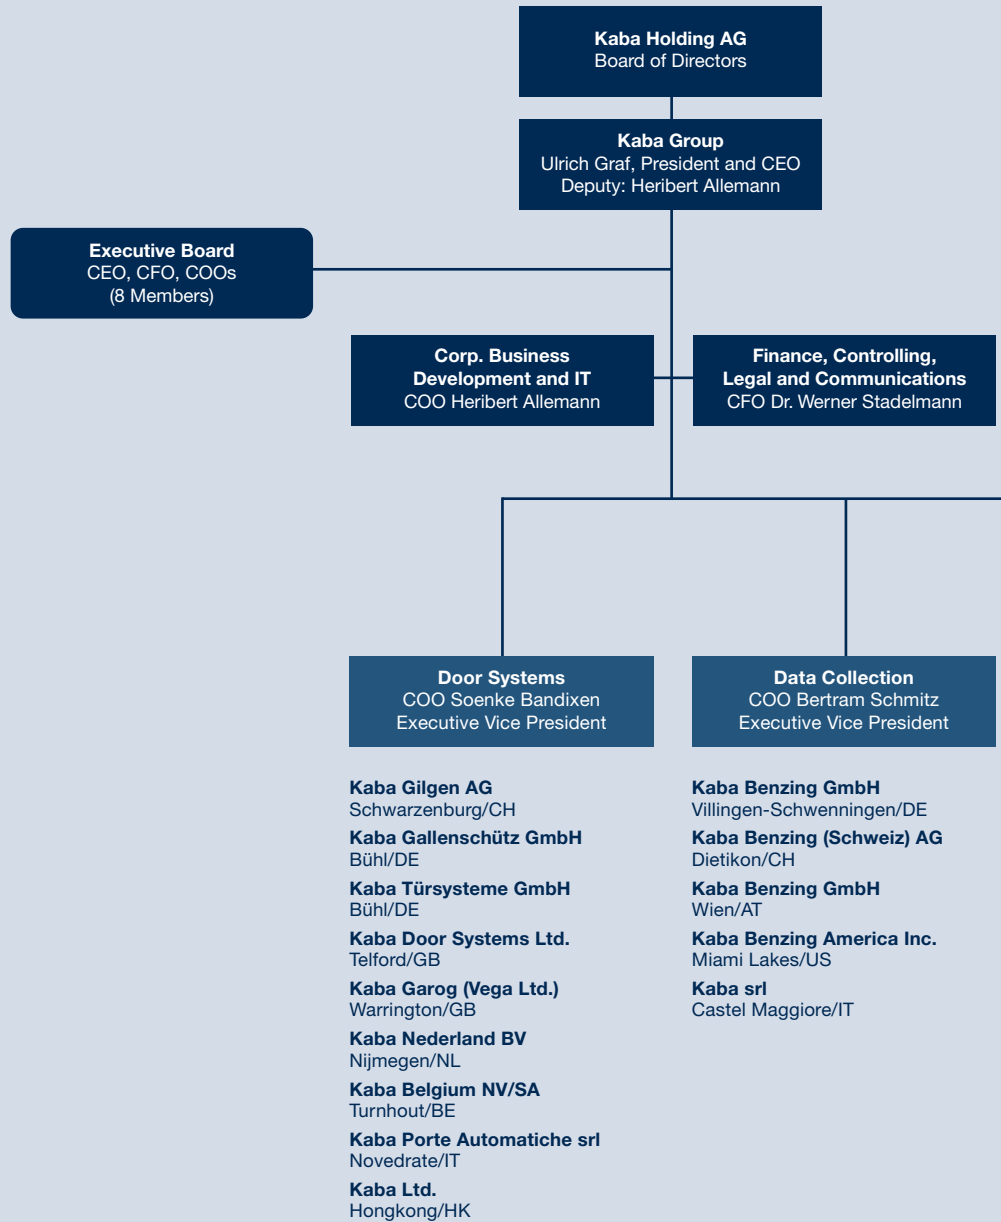 Kaba Holding AG
Board of Directors
Kaba Group
Ulrich Graf, President and CEO
Deputy: Heribert Allemann
Executive Board
CEO, CFO, COOs
(8 Members)
Corp. Business
Development and IT
COO Heribert Allemann
Finance, Controlling,
Legal and Communications
CFO Dr. Werner Stadelmann
Door Systems
COO Soenke Bandixen
Executive Vice President
Kaba Gilgen AG
Schwarzenburg/CH
Kaba Gallenschütz GmbH
Bühl/DE
Kaba Türsysteme GmbH
Bühl/DE
Kaba Door Systems Ltd.
Telford/GB
Kaba Garog (Vega Ltd.)
Warrington/GB
Kaba Nederland BV
Nijmegen/NL
Kaba Belgium NV/SA
Turnhout/BE
Kaba Porte Automatiche srl
Novedrate/IT
Kaba Ltd.
Hongkong/HK
Data Collection
COO Bertram Schmitz
Executive Vice President
Kaba Benzing GmbH
Villingen-Schwenningen/DE
Kaba Benzing (Schweiz) AG
Dietikon/CH
Kaba Benzing GmbH
Wien/AT
Kaba Benzing America Inc.
Miami Lakes/US
Kaba srl
Castel Maggiore/IT